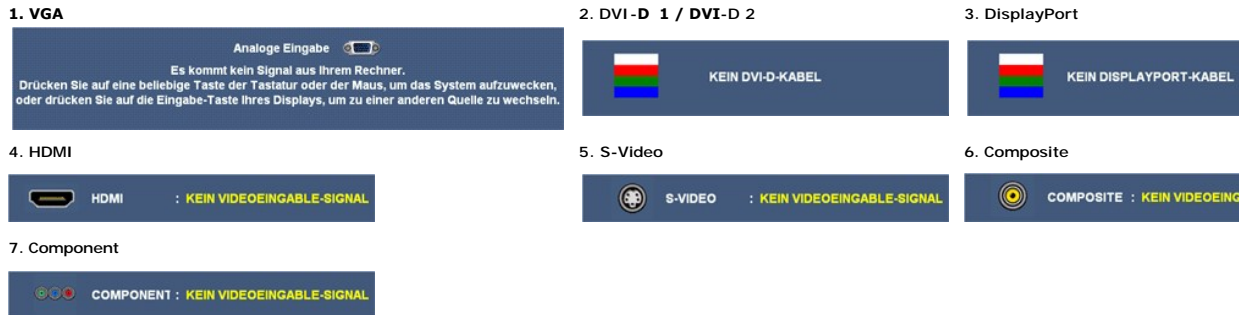 1. VGA
2. DVI-D 1 / DVI-D 2
3. DisplayPort
Analoge Eingabe
Es kommt kein Signal aus Ihrem Rechner.
Drücken Sie auf eine beliebige Taste der Tastatur oder der Maus, um das System aufzuwecken,
oder drücken Sie auf die Eingabe-Taste Ihres Displays, um zu einer anderen Quelle zu wechseln.
KEIN DVI-D-KABEL
KEIN DISPLAYPORT-KABEL
4. HDMI
5. S-Video
6. Composite
HDMI : KEIN VIDEOEINGABLE-SIGNAL
S-VIDEO : KEIN VIDEOEINGABLE-SIGNAL
COMPOSITE : KEIN VIDEOEING
7. Component
COMPONENT : KEIN VIDEOEINGABLE-SIGNAL